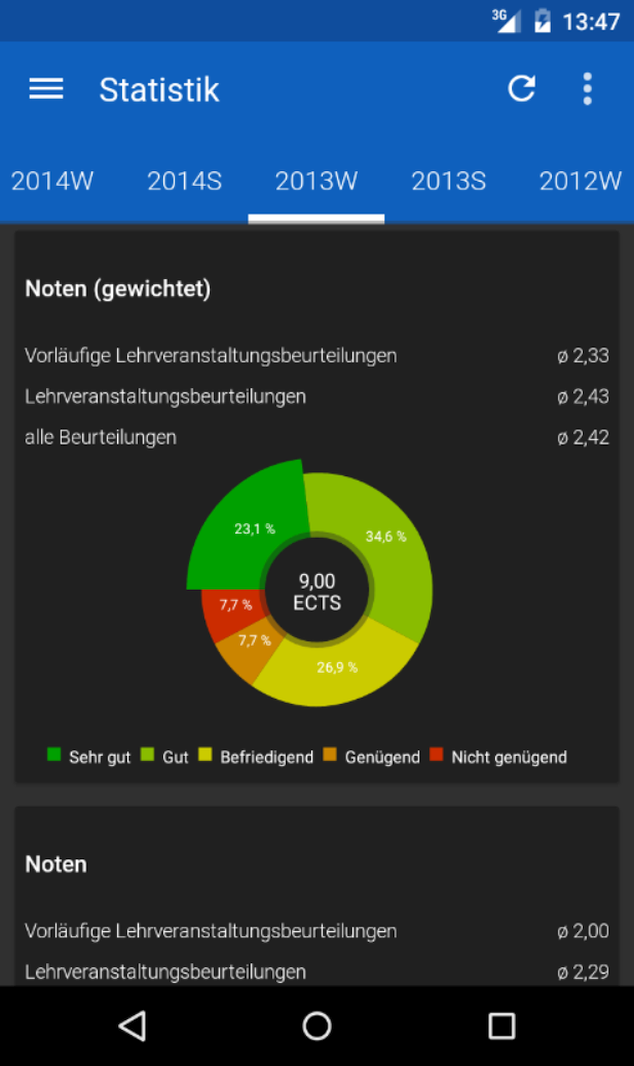 3G 13:47
Statistik
2014W 2014S 2013W 2013S 2012W
Noten (gewichtet)
Vorläufige Lehrveranstaltungsbeurteilungen ø 2,33
Lehrveranstaltungsbeurteilungen ø 2,43
alle Beurteilungen ø 2,42
23,1 %
34,6 %
9,00
ECTS
7,7 %
7,7 %
26,9 %
Sehr gut Gut Befriedigend Genügend Nicht genügend
Noten
Vorläufige Lehrveranstaltungsbeurteilungen ø 2,00
Lehrveranstaltungsbeurteilungen ø 2,29